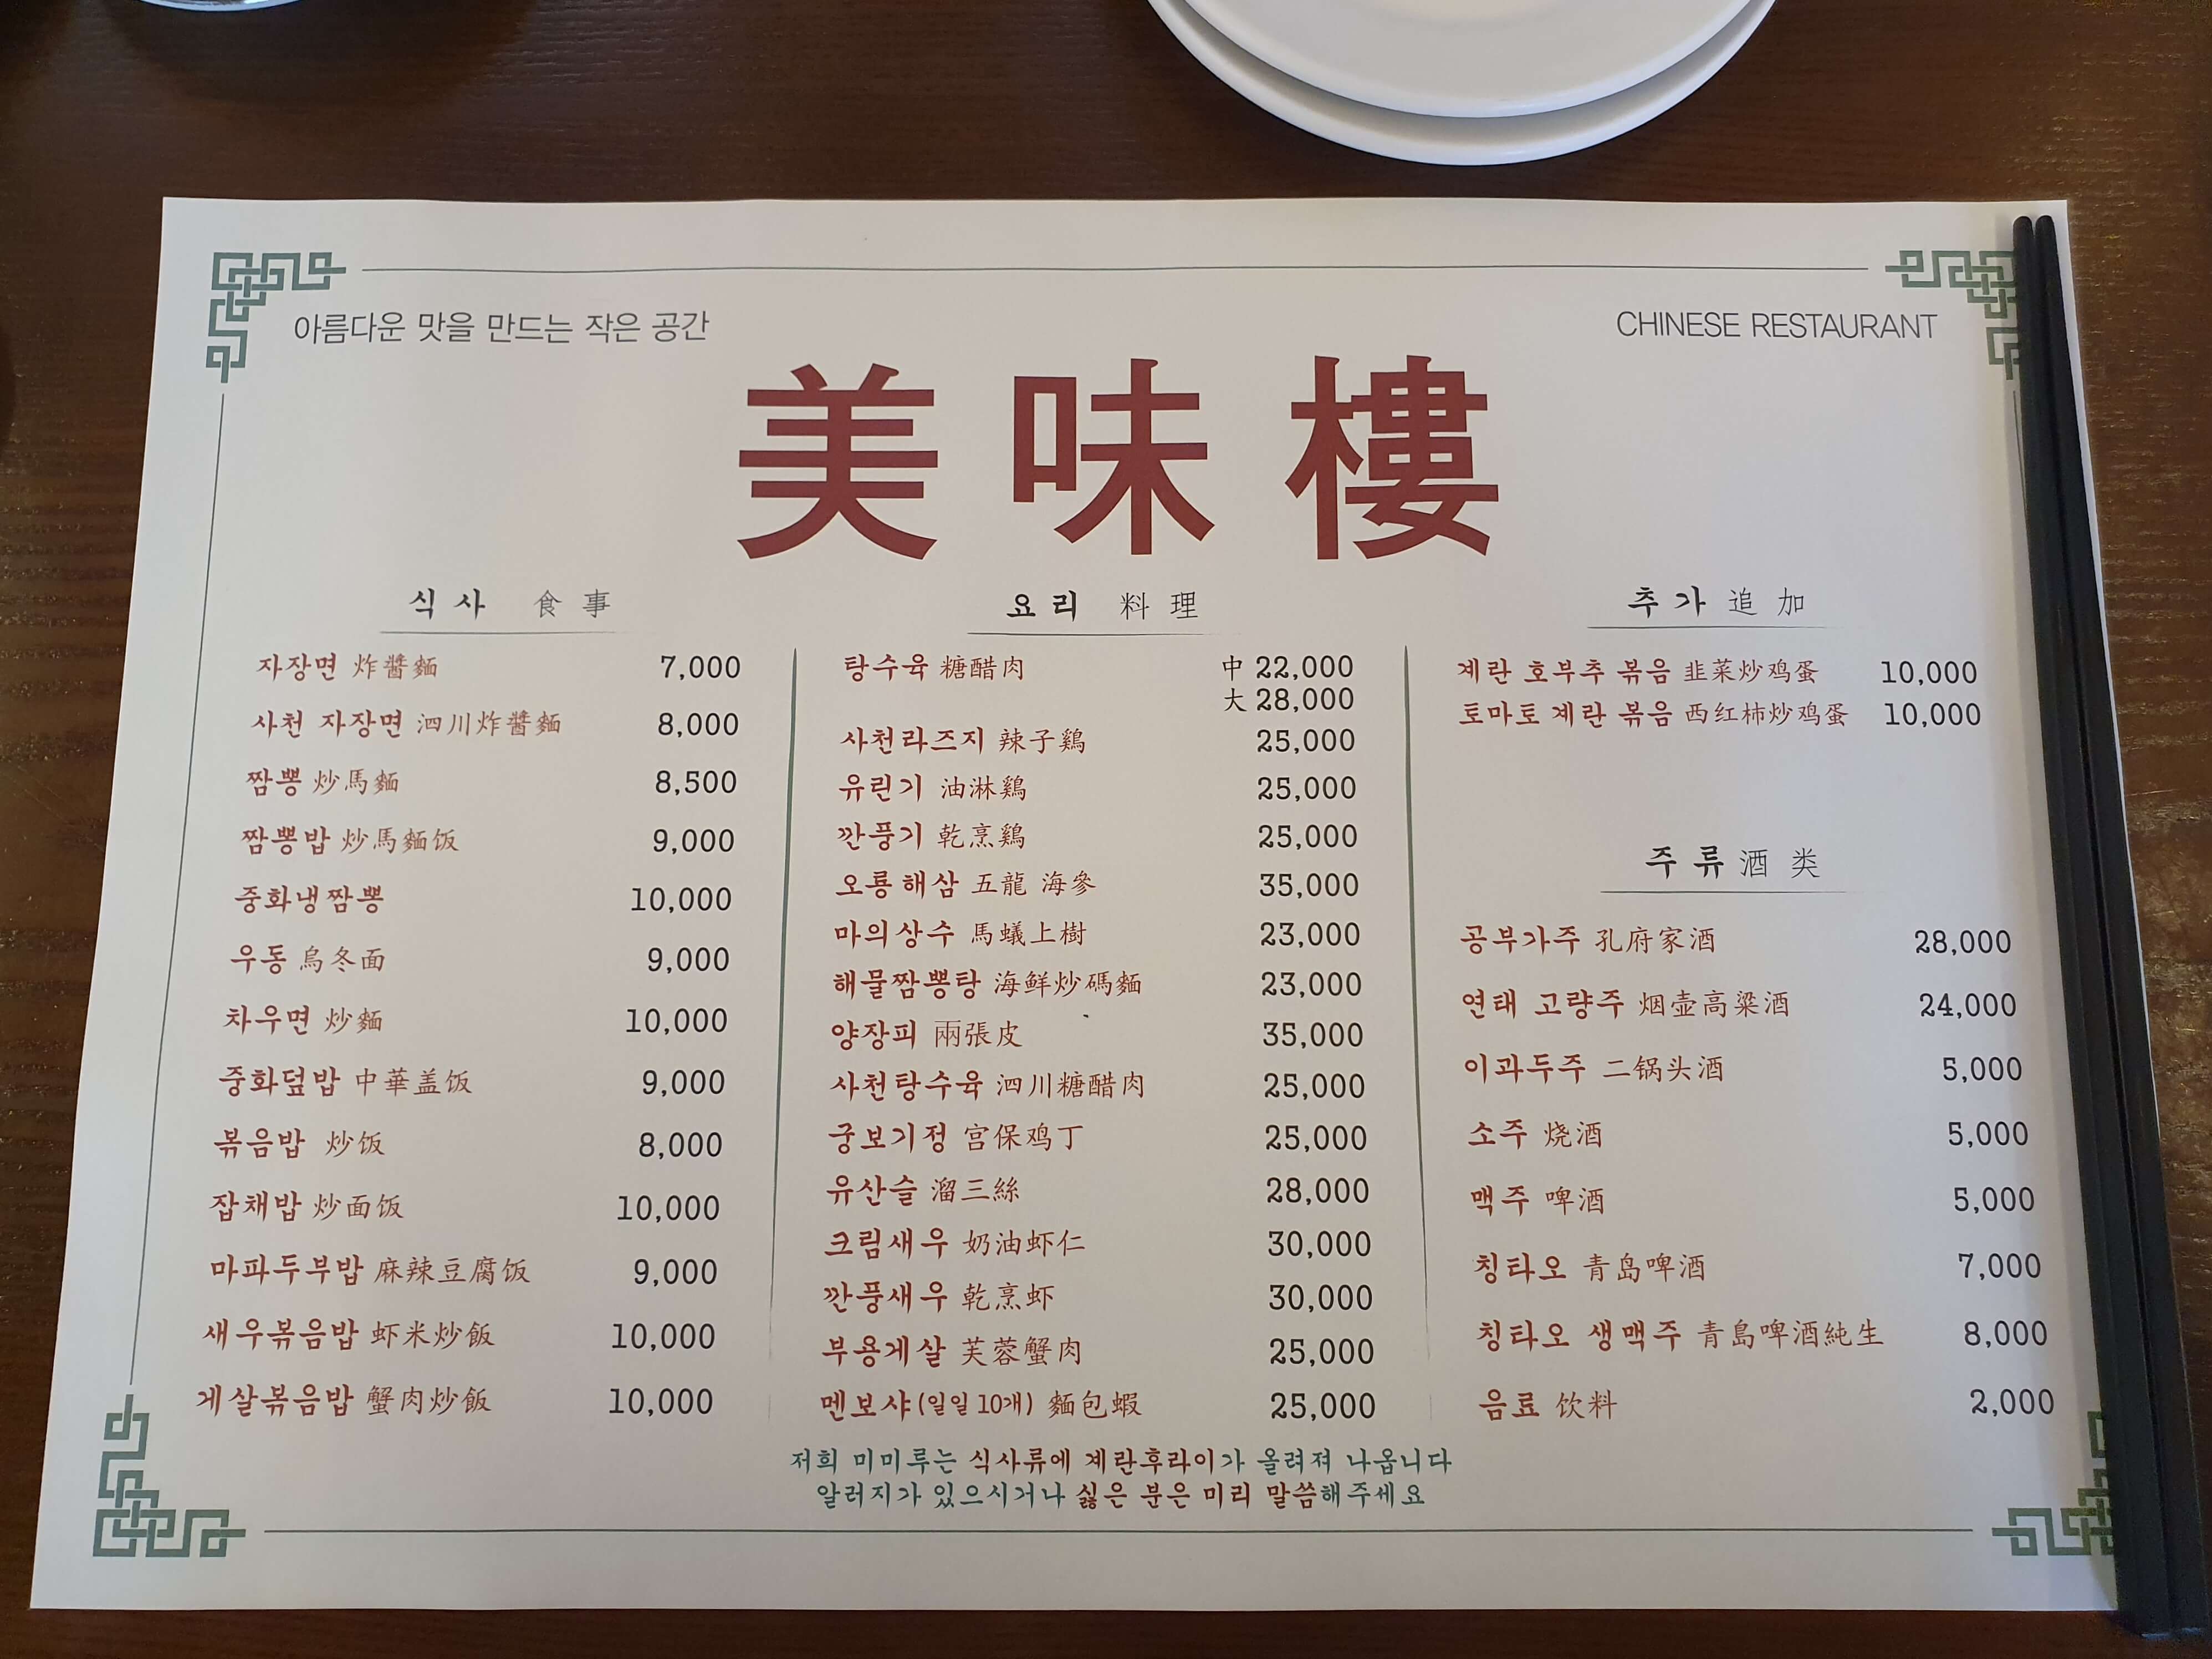 아름다운 맛을 만드는 작은 공간
CHINESE RESTAURANT
美味樓
식사 食事
자장면 炸醬麵 7,000
사천 자장면 泗川炸醬麵 8,000
짬뽕 炒馬麵 8,500
짬뽕밥 炒馬麵饭 9,000
중화냉짬뽕 10,000
우동 烏冬面 9,000
차우면 炒麵 10,000
중화덮밥 中華盖饭 9,000
볶음밥 炒饭 8,000
잡채밥 炒面饭 10,000
마파두부밥 麻辣豆腐饭 9,000
새우볶음밥 虾米炒飯 10,000
게살볶음밥 蟹肉炒飯 10,000
요리 料理
탕수육 糖醋肉 中 22,000
大 28,000
사천라즈지 辣子鷄 25,000
유린기 油淋鷄 25,000
깐풍기 乾烹鷄 25,000
오룡해삼 五龍 海參 35,000
마의상수 馬蟻上樹 23,000
해물짬뽕탕 海鲜炒碼麵 23,000
양장피 兩張皮 35,000
사천탕수육 泗川糖醋肉 25,000
궁보기정 宫保鸡丁 25,000
유산슬 溜三絲 28,000
크림새우 奶油虾仁 30,000
깐풍새우 乾烹虾 30,000
부용게살 芙蓉蟹肉 25,000
멘보샤(일일 10개) 麵包蝦 25,000
추가 追加
계란 호부추 볶음 韭菜炒鸡蛋 10,000
토마토 계란 볶음 西红柿炒鸡蛋 10,000
주류 酒类
공부가주 孔府家酒 28,000
연태 고량주 烟壶高粱酒 24,000
이과두주 二锅头酒 5,000
소주 烧酒 5,000
맥주 啤酒 5,000
칭타오 青岛啤酒 7,000
칭타오 생맥주 青島啤酒純生 8,000
음료 饮料 2,000
저희 미미루는 식사류에 계란후라이가 올려져 나옵니다
알러지가 있으시거나 싫은 분은 미리 말씀해주세요